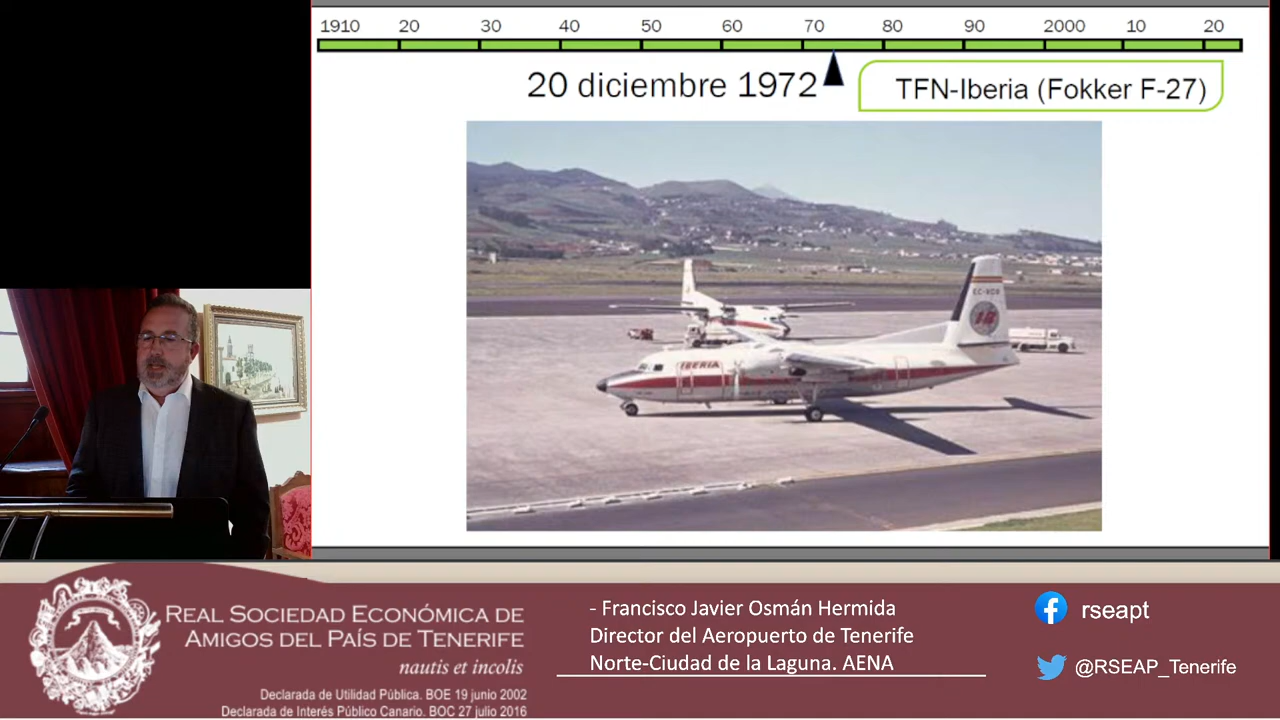 1910 20 30 40 50 60 70 80 90 2000 10 20
20 diciembre 1972
TFN-Iberia (Fokker F-27)
IBERIA
REAL SOCIEDAD ECONÓMICA DE
AMIGOS DEL PAÍS DE TENERIFE
nautis et incolis
Declarada de Utilidad Pública. BOE 19 junio 2002
Declarada de Interés Público Canario. BOC 27 julio 2016
- Francisco Javier Osmán Hermida
Director del Aeropuerto de Tenerife
Norte-Ciudad de la Laguna. AENA
rseapt
@RSEAP_Tenerife